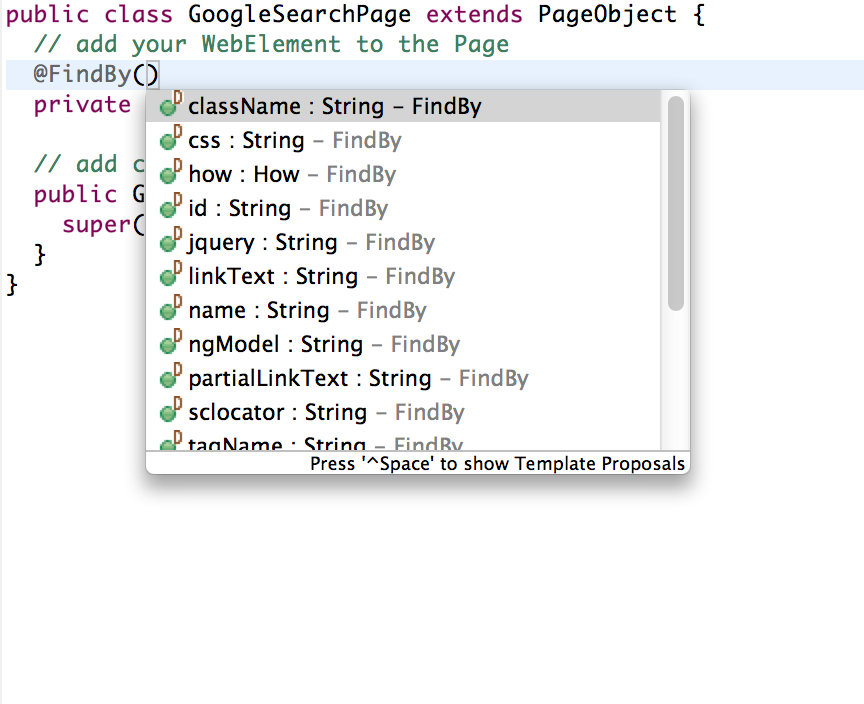 public class GoogleSearchPage extends PageObject {
// add your WebElement to the Page
@FindBy()
private
className : String – FindBy
css : String – FindBy
how : How – FindBy
id : String – FindBy
jquery : String – FindBy
linkText : String – FindBy
name : String – FindBy
ngModel : String – FindBy
partialLinkText : String – FindBy
sclocator : String – FindBy
tagName : String – FindBy
Press '^Space' to show Template Proposals
// add c
public G
super(
}
}